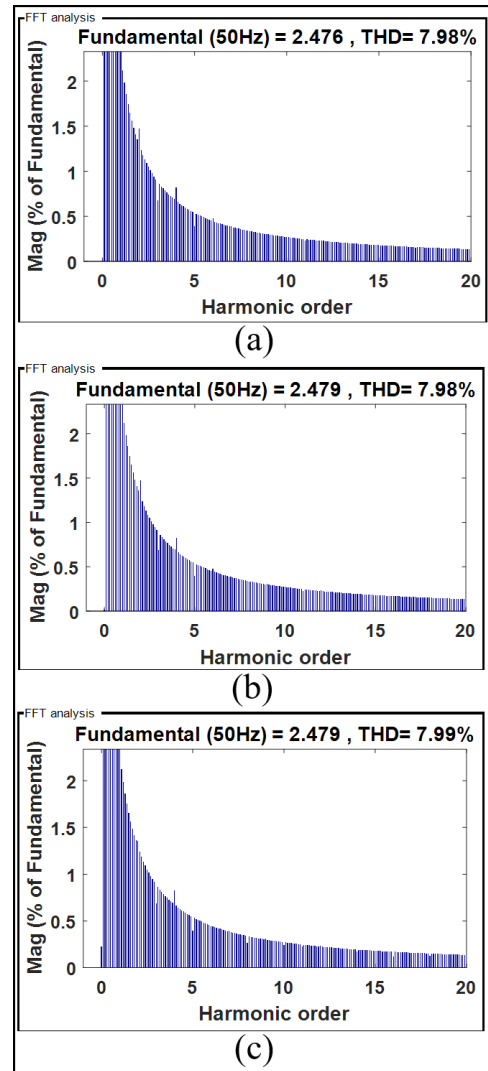 FFT analysis
Fundamental (50Hz) = 2.476 , THD= 7.98%
Mag (% of Fundamental)
2
1.5
1
0.5
0
0 5 10 15 20
Harmonic order
(a)
FFT analysis
Fundamental (50Hz) = 2.479 , THD= 7.98%
Mag (% of Fundamental)
2
1.5
1
0.5
0
0 5 10 15 20
Harmonic order
(b)
FFT analysis
Fundamental (50Hz) = 2.479 , THD= 7.99%
Mag (% of Fundamental)
2
1.5
1
0.5
0
0 5 10 15 20
Harmonic order
(c)